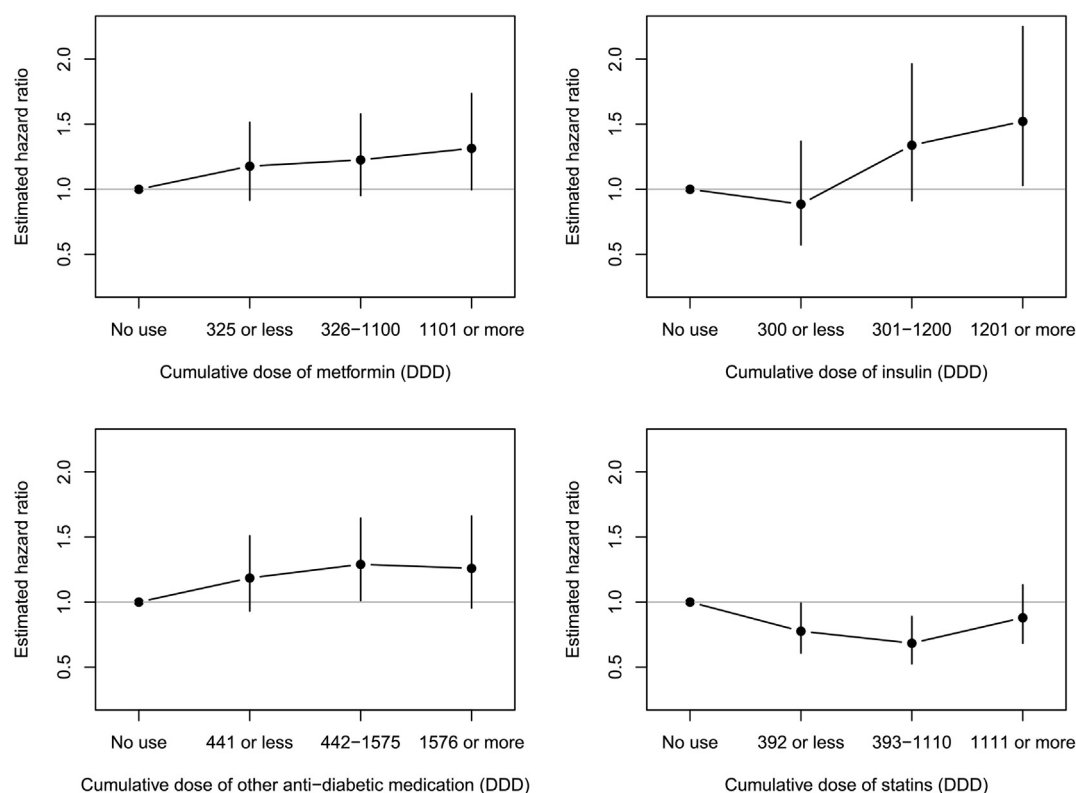 Estimated hazard ratio
2.0
1.5
1.0
0.5
No use 325 or less 326−1100 1101 or more
Cumulative dose of metformin (DDD)
Estimated hazard ratio
2.0
1.5
1.0
0.5
No use 300 or less 301−1200 1201 or more
Cumulative dose of insulin (DDD)
Estimated hazard ratio
2.0
1.5
1.0
0.5
No use 441 or less 442−1575 1576 or more
Cumulative dose of other anti−diabetic medication (DDD)
Estimated hazard ratio
2.0
1.5
1.0
0.5
No use 392 or less 393−1110 1111 or more
Cumulative dose of statins (DDD)